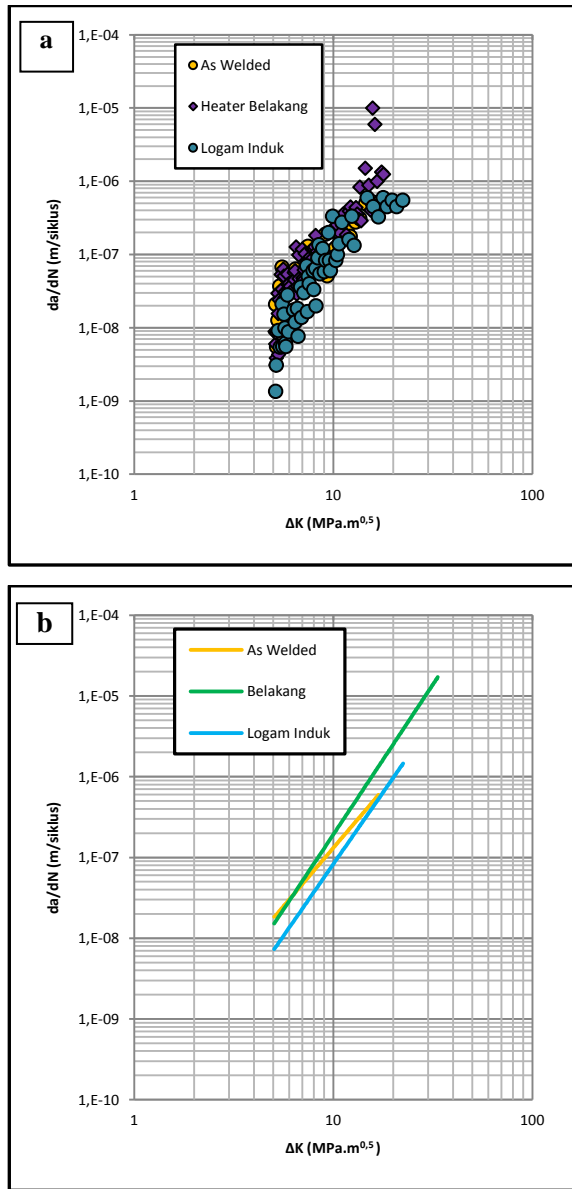 a
1,E-04
1,E-05
1,E-06
1,E-07
1,E-08
1,E-09
1,E-10
da/dN (m/siklus)
As Welded
Heater Belakang
Logam Induk
1 10 100
ΔK (MPa.m^0,5)
b
1,E-04
1,E-05
1,E-06
1,E-07
1,E-08
1,E-09
1,E-10
da/dN (m/siklus)
As Welded
Belakang
Logam Induk
1 10 100
ΔK (MPa.m^0,5)